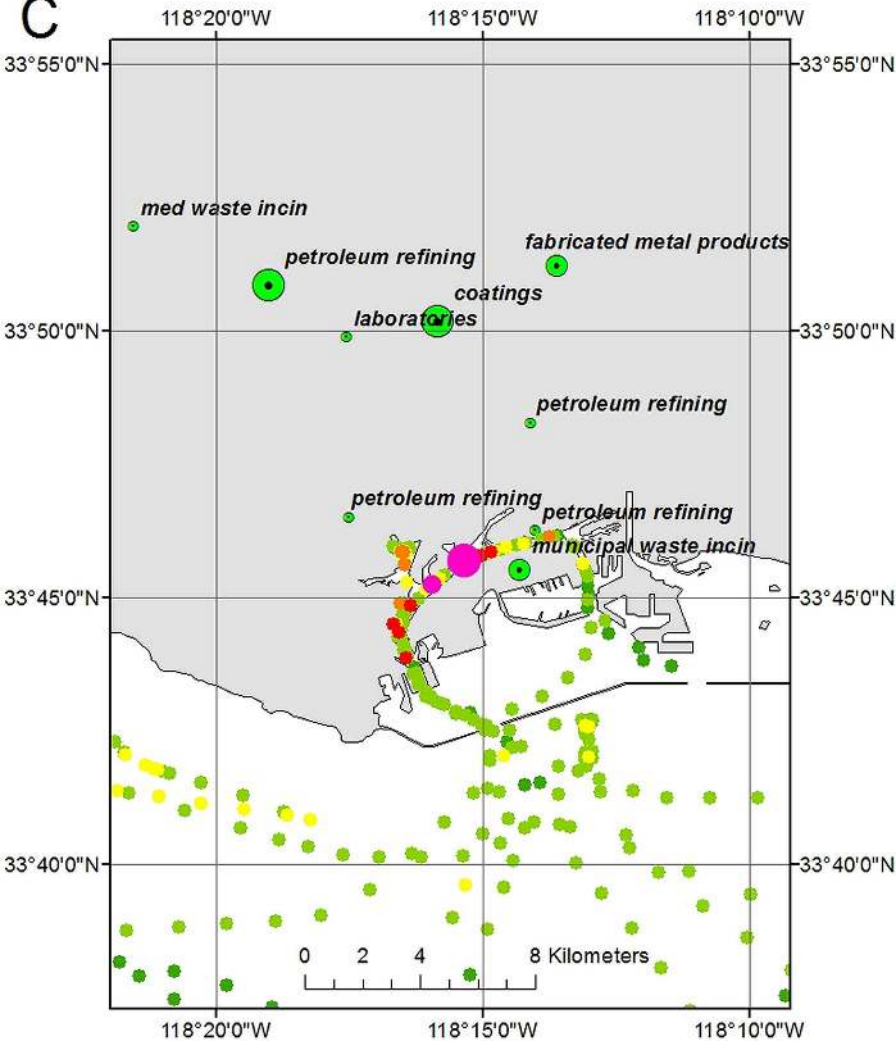 C
118°20'0"W 118°15'0"W 118°10'0"W
33°55'0"N 33°55'0"N
med waste incin
fabricated metal products
petroleum refining
coatings
laboratories
33°50'0"N 33°50'0"N
petroleum refining
petroleum refining
petroleum refining
municipal waste incin
33°45'0"N 33°45'0"N
33°40'0"N 33°40'0"N
0 2 4 8 Kilometers
118°20'0"W 118°15'0"W 118°10'0"W